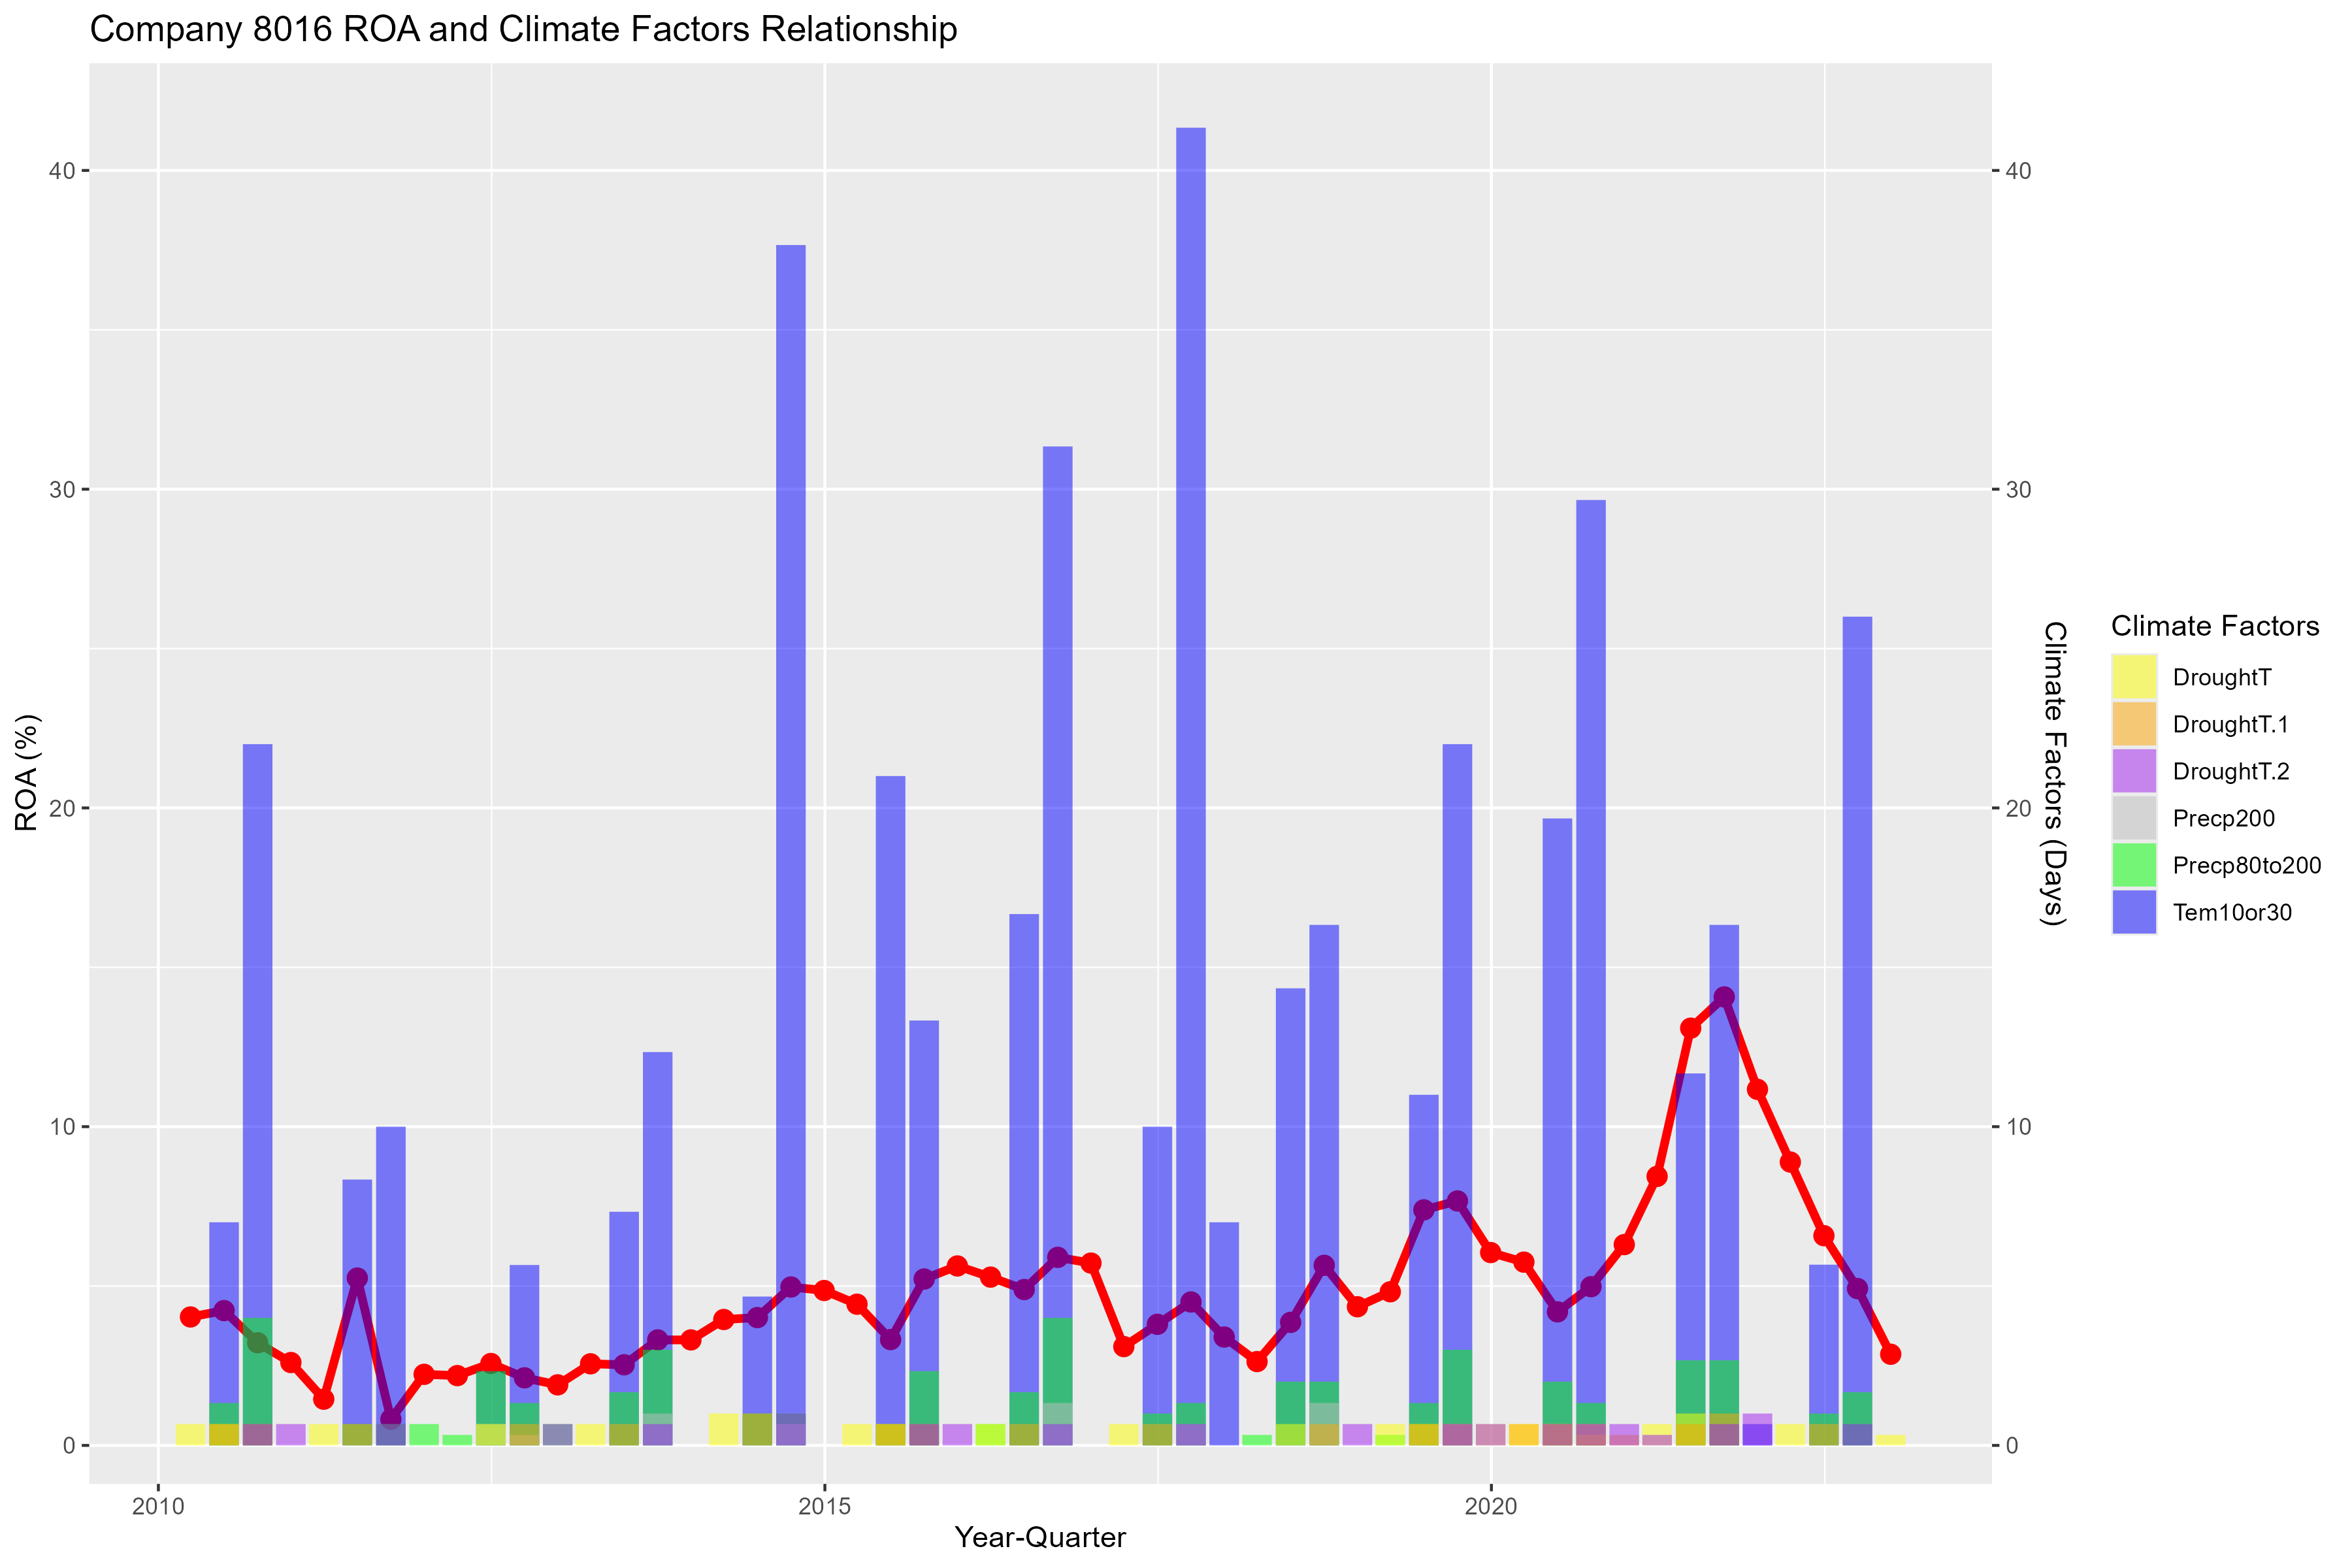 Company 8016 ROA and Climate Factors Relationship
40
30
20
10
0
ROA (%)
40
30
20
10
0
Climate Factors (Days)
2010
2015
2020
Year-Quarter
Climate Factors
DroughtT
DroughtT.1
DroughtT.2
Precp200
Precp80to200
Tem10or30